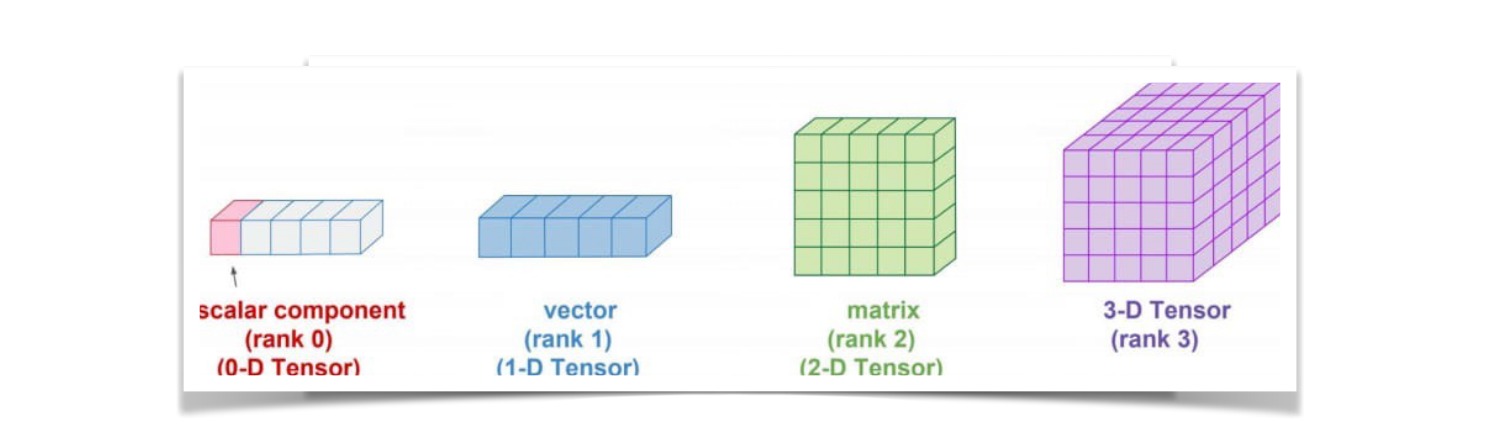 scalar component
(rank 0)
(0-D Tensor)
vector
(rank 1)
(1-D Tensor)
matrix
(rank 2)
(2-D Tensor)
3-D Tensor
(rank 3)